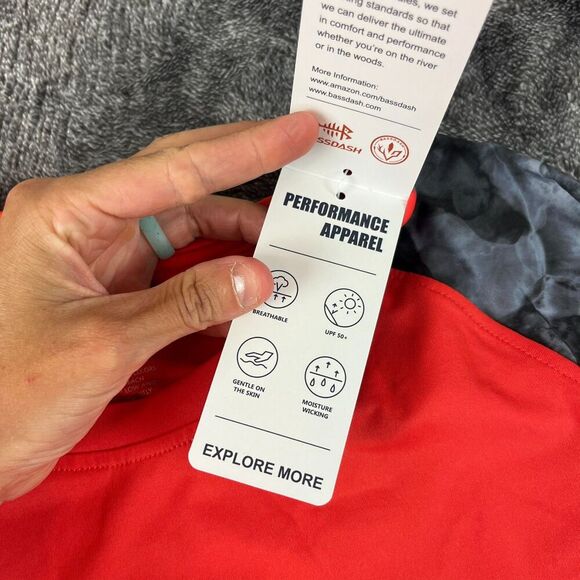 we set
standards so that
we can deliver the ultimate
in comfort and performance
whether you're on the river
or in the woods.
More Information:
www.amazon.com/bassdash
www.bassdash.com
BASSDASH
PERFORMANCE
APPAREL
BREATHABLE
UPF 50+
GENTLE ON
THE SKIN
MOISTURE
WICKING
EXPLORE MORE